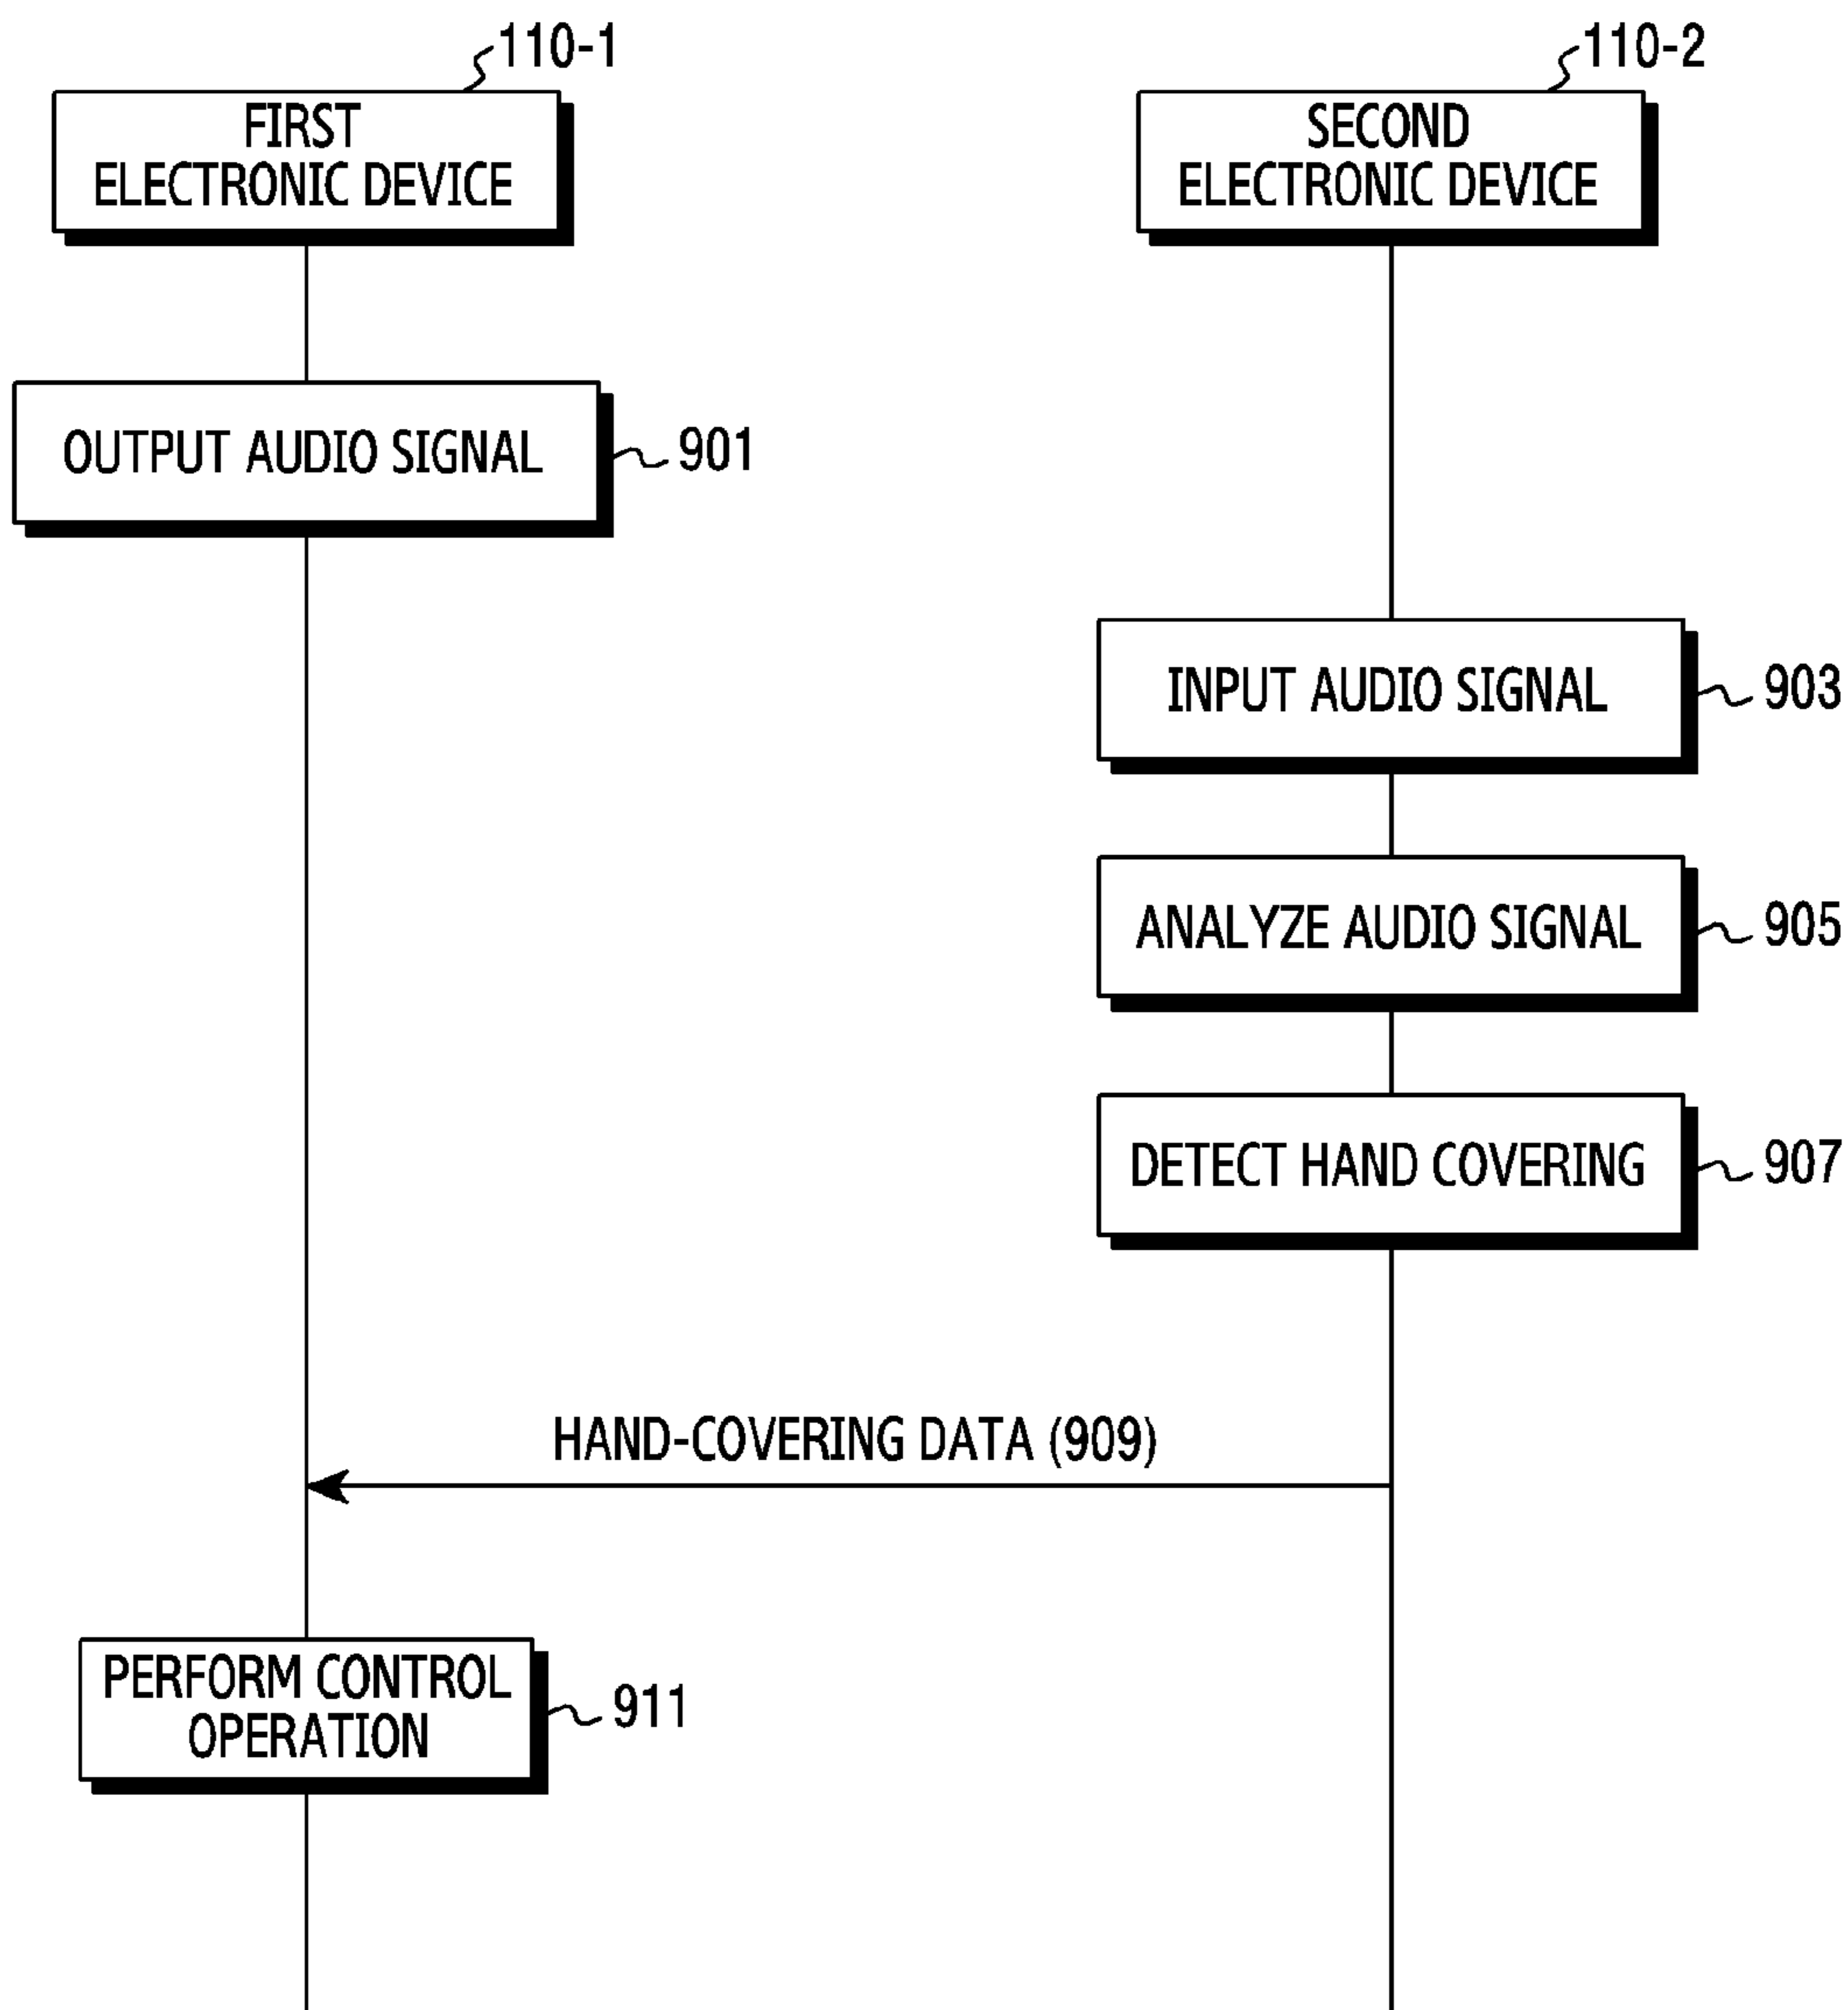 110-1
FIRST
ELECTRONIC DEVICE
110-2
SECOND
ELECTRONIC DEVICE
OUTPUT AUDIO SIGNAL
901
INPUT AUDIO SIGNAL
903
ANALYZE AUDIO SIGNAL
905
DETECT HAND COVERING
907
HAND-COVERING DATA (909)
PERFORM CONTROL
OPERATION
911